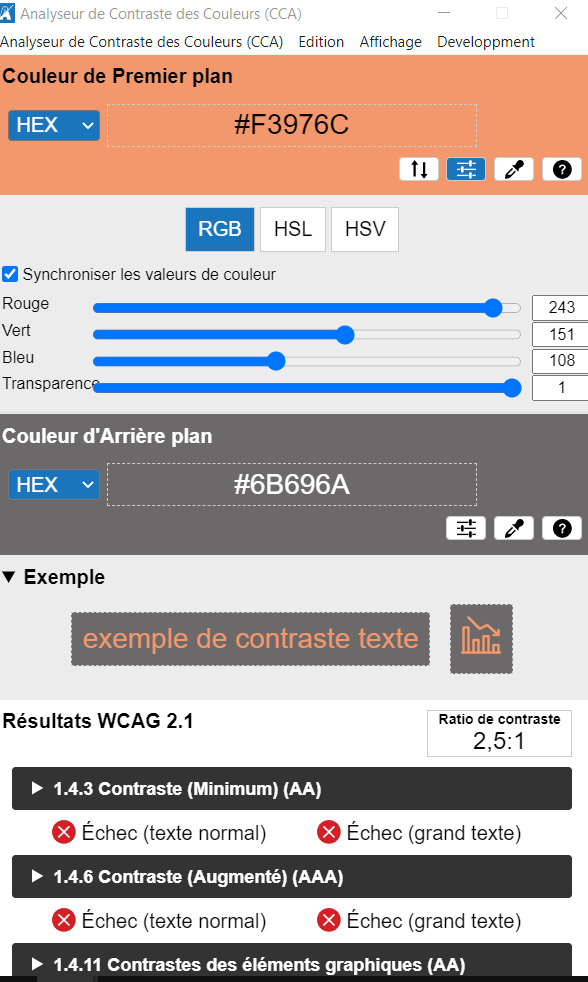 Analyseur de Contraste des Couleurs (CCA)
Analyseur de Contraste des Couleurs (CCA) Edition Affichage Developpment
Couleur de Premier plan
HEX #F3976C
RGB HSL HSV
Synchroniser les valeurs de couleur
Rouge 243
Vert 151
Bleu 108
Transparence 1
Couleur d'Arrière plan
HEX #6B696A
Exemple
exemple de contraste texte
Résultats WCAG 2.1
Ratio de contraste
2,5:1
1.4.3 Contraste (Minimum) (AA)
Échec (texte normal) Échec (grand texte)
1.4.6 Contraste (Augmenté) (AAA)
Échec (texte normal) Échec (grand texte)
1.4.11 Contrastes des éléments graphiques (AA)